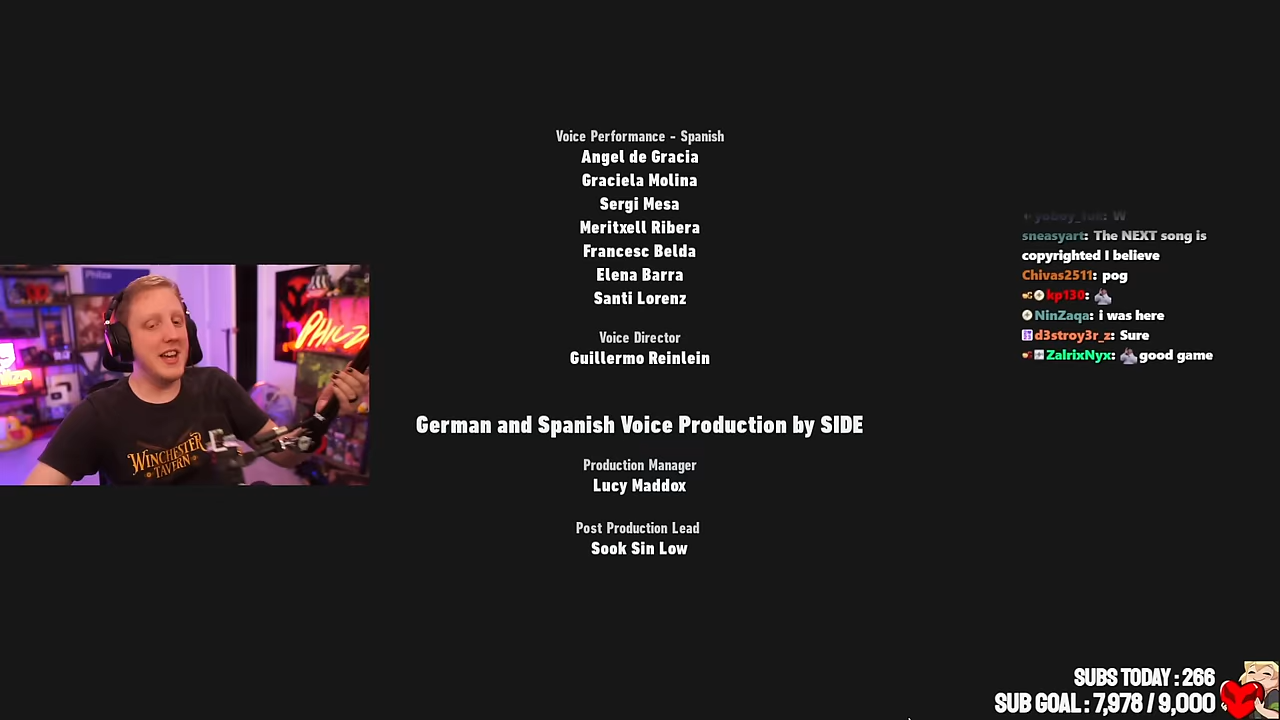 Voice Performance - Spanish
Angel de Gracia
Graciela Molina
Sergi Mesa
Meritxell Ribera
Francesc Belda
Elena Barra
Santi Lorenz
Voice Director
Guillermo Reinlein
German and Spanish Voice Production by SIDE
Production Manager
Lucy Maddox
Post Production Lead
Sook Sin Low
Philza
PHILZ
WINCHESTER
TAVERN
W
sneasyart: The NEXT song is
copyrighted I believe
Chivas2511: pog
kp130:
NinZaqa: i was here
d3stroy3r_z: Sure
ZalrixNyx: good game
SUBS TODAY : 266
SUB GOAL : 7,978 / 9,000